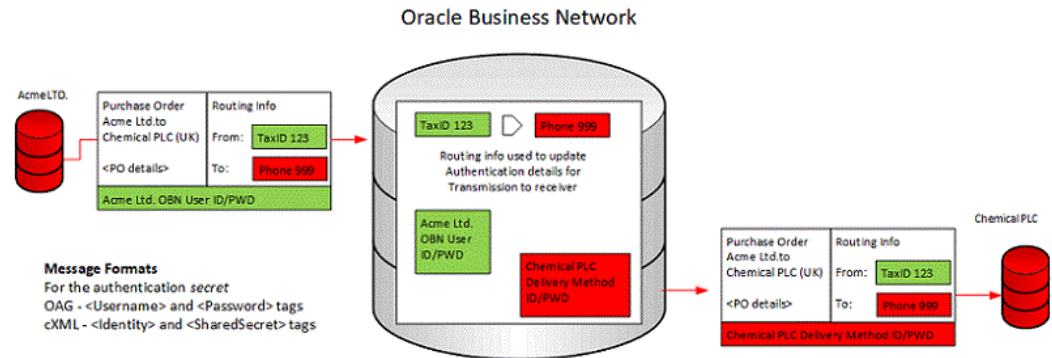 Oracle Business Network
Acme LTD.
Purchase Order
Acme Ltd.to
Chemical PLC (UK)
<PO details>
Routing Info
From: TaxID 123
To: Phone 999
Acme Ltd. OBN User ID/PWD
TaxID 123
Phone 999
Routing info used to update
Authentication details for
Transmission to receiver
Acme Ltd.
OBN User
ID/PWD
Chemical PLC
Delivery Method
ID/PWD
Message Formats
For the authentication secret
OAG - <Username> and <Password> tags
cXML - <Identity> and <SharedSecret> tags
Chemical PLC
Purchase Order
Acme Ltd.to
Chemical PLC (UK)
<PO details>
Routing Info
From: TaxID 123
To: Phone 999
Chemical PLC Delivery Method ID/PWD